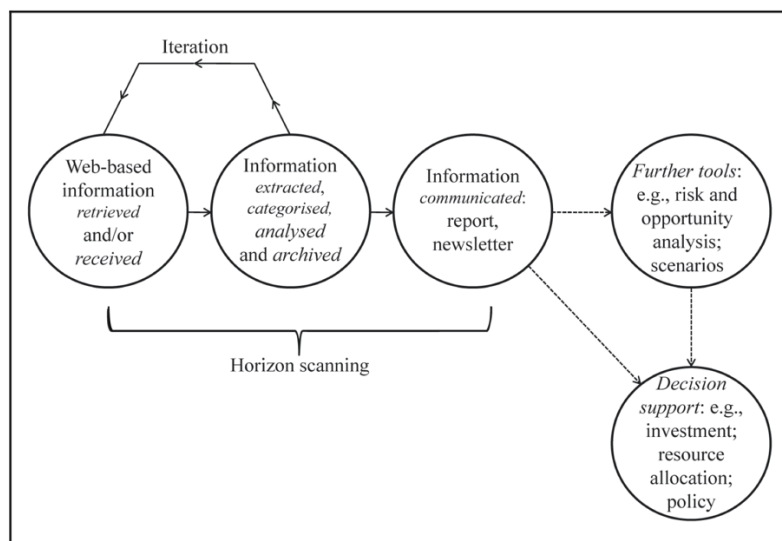 Iteration
Web-based
information
retrieved
and/or
received
Information
extracted,
categorised,
analysed
and archived
Information
communicated:
report,
newsletter
Further tools:
e.g., risk and
opportunity
analysis;
scenarios
Horizon scanning
Decision
support: e.g.,
investment;
resource
allocation;
policy